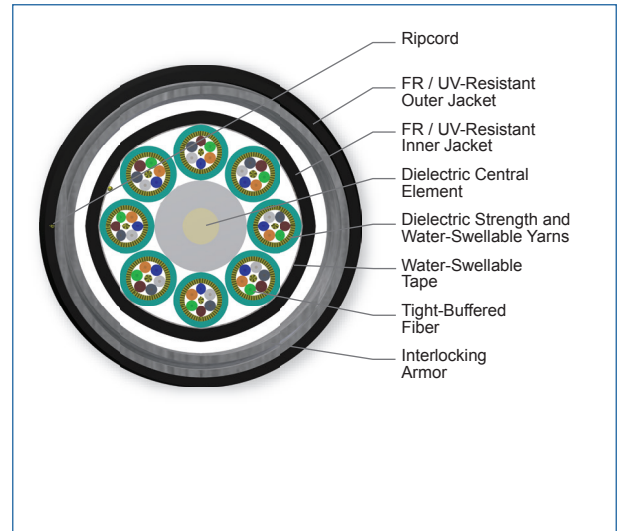 Ripcord
FR / UV-Resistant
Outer Jacket
FR / UV-Resistant
Inner Jacket
Dielectric Central
Element
Dielectric Strength and
Water-Swellable Yarns
Water-Swellable
Tape
Tight-Buffered
Fiber
Interlocking
Armor